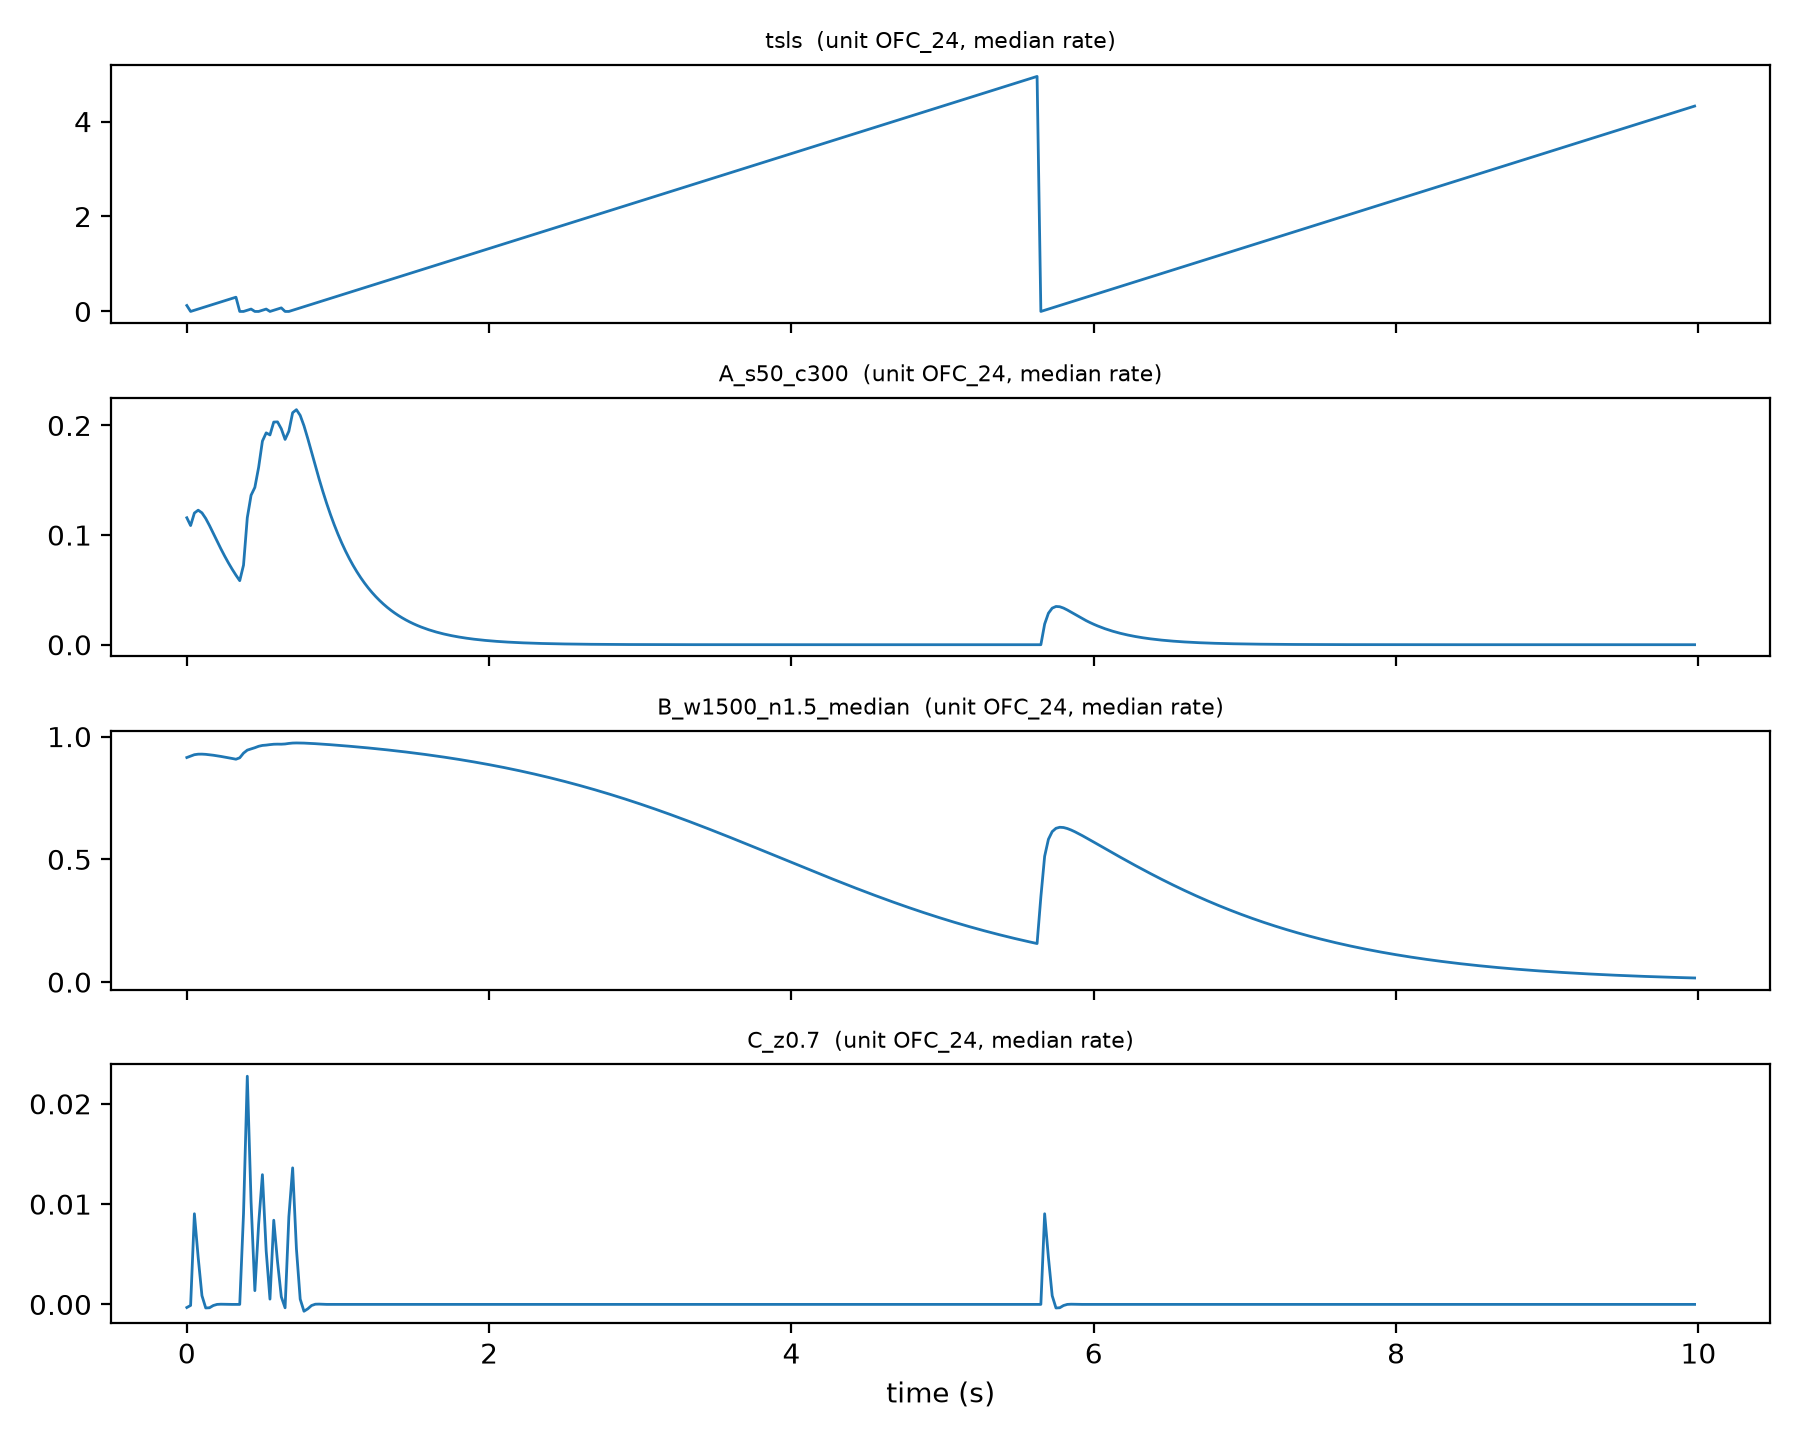 tsls  (unit OFC_24, median rate)
4
2
0
A_s50_c300  (unit OFC_24, median rate)
0.2
0.1
0.0
B_w1500_n1.5_median  (unit OFC_24, median rate)
1.0
0.5
0.0
C_z0.7  (unit OFC_24, median rate)
0.02
0.01
0.00
0 2 4 6 8 10
time (s)